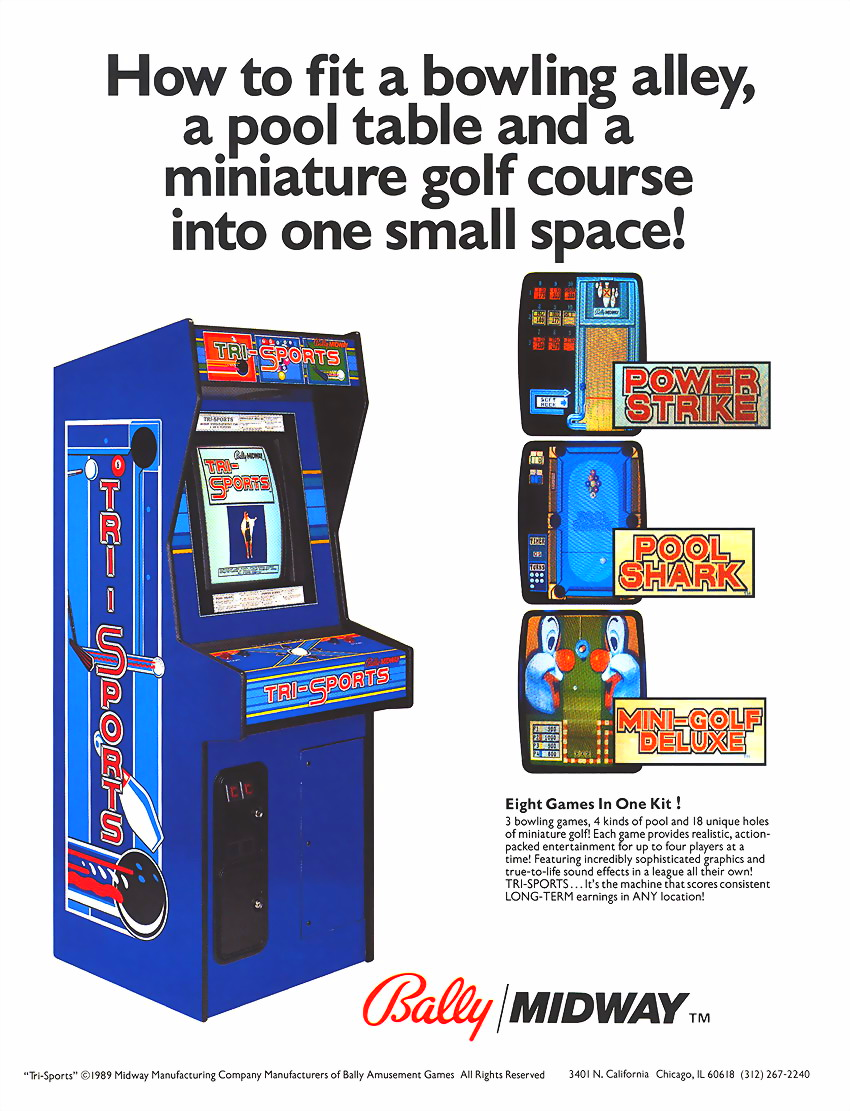 How to fit a bowling alley,
a pool table and a
miniature golf course
into one small space!
TRI-SPORTS
TRI-SPORTS
Bally MIDWAY
TRI-
SPORTS
TRI-SPORTS
Bally MIDWAY
TRI-SPORTS
POWER
STRIKE
POOL
SHARK
TIMER
TURNS
MINI-GOLF
DELUXE
Eight Games In One Kit !
3 bowling games, 4 kinds of pool and 18 unique holes
of miniature golf! Each game provides realistic, action-
packed entertainment for up to four players at a
time! Featuring incredibly sophisticated graphics and
true-to-life sound effects in a league all their own!
TRI-SPORTS . . . It's the machine that scores consistent
LONG-TERM earnings in ANY location!
Bally/MIDWAY TM
"Tri-Sports" ©1989 Midway Manufacturing Company Manufacturers of Bally Amusement Games All Rights Reserved 3401 N. California Chicago, IL 60618 (312) 267-2240